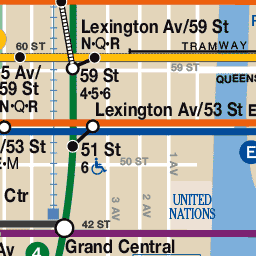 Lexington Av/59 St
N•Q•R
60 ST
TRAMWAY
5 Av/
59 St
N•Q•R
59 St
4•5•6
59 ST
QUEENS
Lexington Av/53 St E
/53 St
E•M
51 St
6
50 ST
E
1 AV
2 AV
3 AV
Ctr
UNITED
NATIONS
42 ST
Av
4
Grand Central